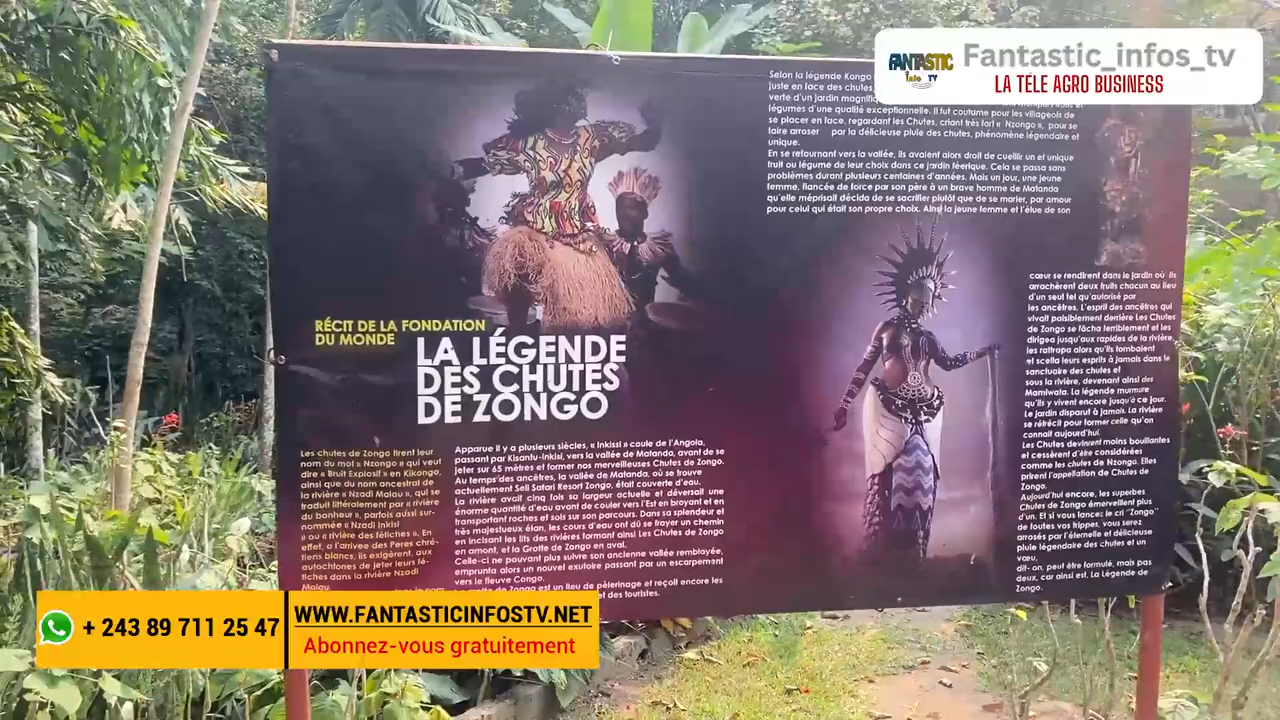 FANTASTIC
Info TV
Fantastic_infos_tv
LA TÉLE AGRO BUSINESS
RÉCIT DE LA FONDATION
DU MONDE
LA LÉGENDE
DES CHUTES
DE ZONGO
Les chutes de Zongo tirent leur
nom du mot « Nzongo » qui veut
dire « Bruit Explosif » en Kikongo,
ainsi que du nom ancestral de
la rivière « Nzadi Malau », qui se
traduit littéralement par « rivière
du bonheur », parfois aussi sur-
nommée « Nzadi Inkisi
» ou « rivière des fétiches ». En
effet, a l'arrivee des Peres chré-
tiens blancs, ils exigèrent, aux
autochtones de jeter leurs fé-
tiches dans la rivière Nzadi
Malau.
Apparue il y a plusieurs siècles, « Inkisi » coule de l'Angola,
passant par Kisantu-Inkisi, vers la vallée de Matanda, avant de se
jeter sur 65 mètres et former nos merveilleuses Chutes de Zongo.
Au temps des ancêtres, la vallée de Matanda, où se trouve
actuellement Seli Safari Resort Zongo, était couverte d'eau.
La rivière avait cinq fois sa largeur actuelle et déversait une
énorme quantité d'eau avant de couler vers l'Est en broyant et en
transportant roches et sols sur son parcours. Dans sa splendeur et
très majestueux élan, les cours d'eau ont dû se frayer un chemin
en incisant les lits des rivières formant ainsi Les Chutes de Zongo
en amont, et la Grotte de Zongo en aval.
Celle-ci ne pouvant plus suivre son ancienne vallée remblayée,
emprunta alors un nouvel exutoire passant par un escarpement
vers le fleuve Congo.
grotte de Zongo est un lieu de pèlerinage et reçoit encore les
et des touristes.
Selon la légende Kongo
juste en face des chutes,
verte d'un jardin magnifiq
légumes d'une qualité exceptionnelle. Il fut coutume pour les villageois de
se placer en face, regardant les Chutes, criant très fort « Nzongo », pour se
faire arroser par la délicieuse pluie des chutes, phénomène légendaire et
unique.
En se retournant vers la vallée, ils avaient alors droit de cueillir un et unique
fruit ou légume de leur choix dans ce jardin féerique. Cela se passa sans
problèmes durant plusieurs centaines d'années. Mais un jour, une jeune
femme, fiancée de force par son père à un brave homme de Matanda
qu'elle méprisait décida de se sacrifier plutôt que de se marier, par amour
pour celui qui était son propre choix. Ainsi la jeune femme et l'élue de son
cœur se rendirent dans le jardin où ils
arrachèrent deux fruits chacun au lieu
d'un seul tel qu'autorisé par
les ancêtres. L'esprit des ancêtres qui
vivait paisiblement derrière Les Chutes
de Zongo se fâcha terriblement et les
dirigea jusqu'aux rapides de la rivière,
les rattrapa alors qu'ils tombaient
et scella leurs esprits à jamais dans le
sanctuaire des chutes et
sous la rivière, devenant ainsi des
Mamiwata. La légende murmure
qu'ils y vivent encore jusqu'à ce jour.
Le jardin disparut à jamais. La rivière
se rétrécit pour former celle qu'on
connait aujourd'hui.
Les Chutes devinrent moins bouillantes
et cessèrent d'être considérées
comme les chutes de Nzongo. Elles
prirent l'appellation de Chutes de
Zongo.
Aujourd'hui encore, les superbes
Chutes de Zongo émerveillent plus
d'un. Et si vous lancez le cri "Zongo"
de toutes vos trippes, vous serez
arrosés par l'éternelle et délicieuse
pluie légendaire des chutes et un
vœu,
dit- on, peut être formulé, mais pas
deux, car ainsi est, La Légende de
Zongo.
+ 243 89 711 25 47
WWW.FANTASTICINFOSTV.NET
Abonnez-vous gratuitement